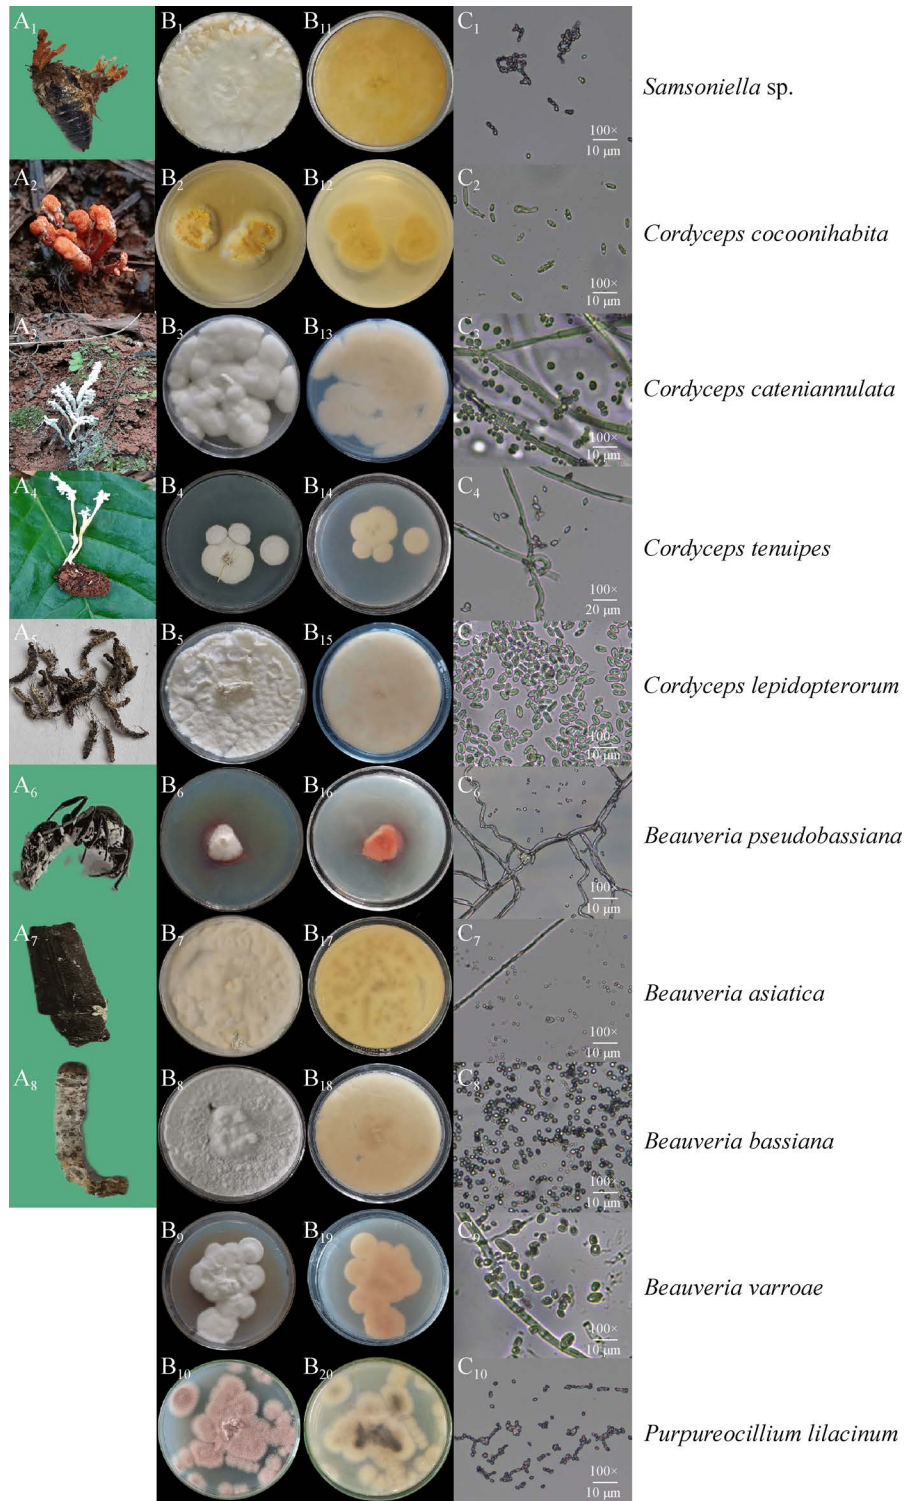 A1 B1 B11 C1
100×
10 μm
Samsoniella sp.
A2 B2 B12 C2
100×
10 μm
Cordyceps cocoonihabita
A3 B3 B13 C3
100×
10 μm
Cordyceps cateniannulata
A4 B4 B14 C4
100×
20 μm
Cordyceps tenuipes
A5 B5 B15 C5
100
10 μm
Cordyceps lepidopterorum
A6 B6 B16 C6
100×
10 μm
Beauveria pseudobassiana
A7 B7 B17 C7
100×
10 μm
Beauveria asiatica
A8 B8 B18 C8
100×
10 μm
Beauveria bassiana
B9 B19 C9
100×
10 μm
Beauveria varroae
B10 B20 C10
100×
10 μm
Purpureocillium lilacinum